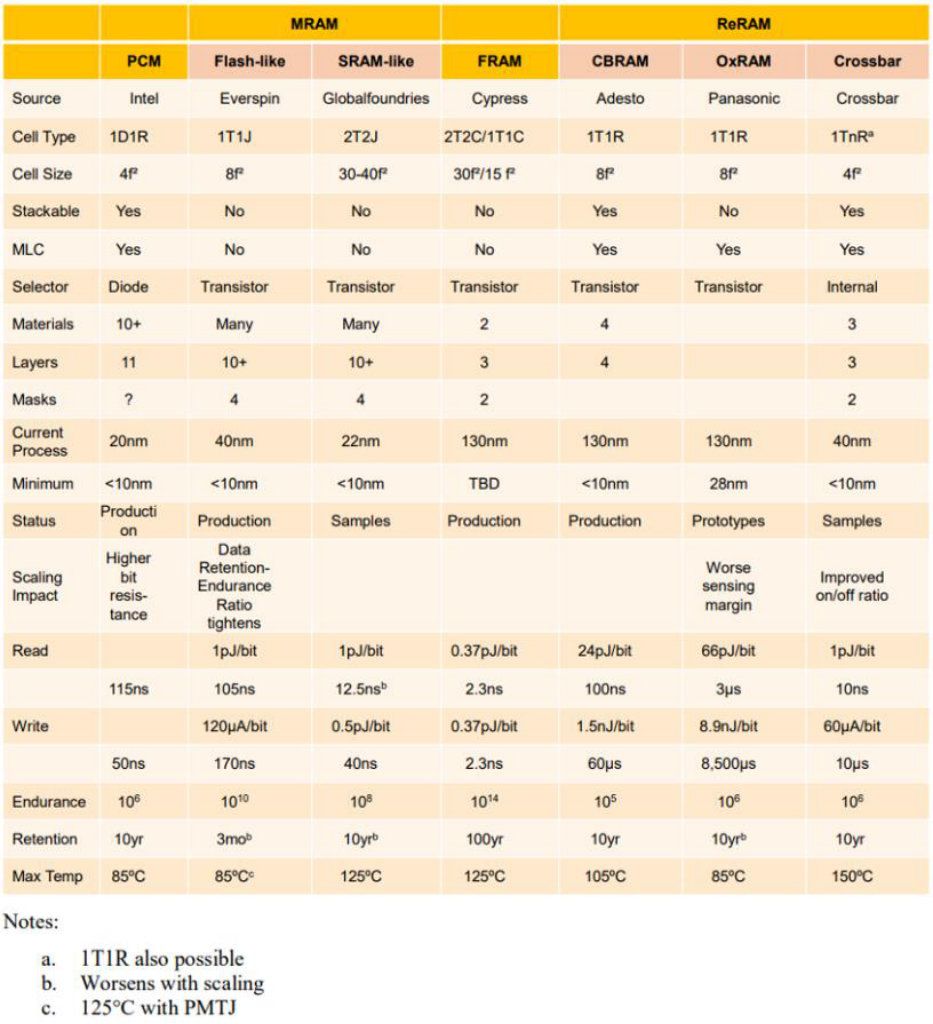 MRAM ReRAM
PCM Flash-like SRAM-like FRAM CBRAM OxRAM Crossbar
Source Intel Everspin Globalfoundries Cypress Adesto Panasonic Crossbar
Cell Type 1D1R 1T1J 2T2J 2T2C/1T1C 1T1R 1T1R 1TnRᵃ
Cell Size 4f² 8f² 30-40f² 30f²/15 f² 8f² 8f² 4f²
Stackable Yes No No No Yes No Yes
MLC Yes No No No Yes Yes Yes
Selector Diode Transistor Transistor Transistor Transistor Transistor Internal
Materials 10+ Many Many 2 4 3
Layers 11 10+ 10+ 3 4 3
Masks ? 4 4 2 2
Current
Process 20nm 40nm 22nm 130nm 130nm 130nm 40nm
Minimum <10nm <10nm <10nm TBD <10nm 28nm <10nm
Status Producti
on Production Samples Production Production Prototypes Samples
Scaling
Impact
Higher
bit
resis-
tance
Data
Retention-
Endurance
Ratio
tightens
Worse
sensing
margin
Improved
on/off ratio
Read 1pJ/bit 1pJ/bit 0.37pJ/bit 24pJ/bit 66pJ/bit 1pJ/bit
115ns 105ns 12.5nsᵇ 2.3ns 100ns 3µs 10ns
Write 120µA/bit 0.5pJ/bit 0.37pJ/bit 1.5nJ/bit 8.9nJ/bit 60µA/bit
50ns 170ns 40ns 2.3ns 60µs 8,500µs 10µs
Endurance 10⁶ 10¹⁰ 10⁸ 10¹⁴ 10⁵ 10⁶ 10⁶
Retention 10yr 3moᵇ 10yrᵇ 100yr 10yr 10yrᵇ 10yr
Max Temp 85ºC 85ºCᶜ 125ºC 125ºC 105ºC 85ºC 150ºC
Notes:
a. 1T1R also possible
b. Worsens with scaling
c. 125°C with PMTJ